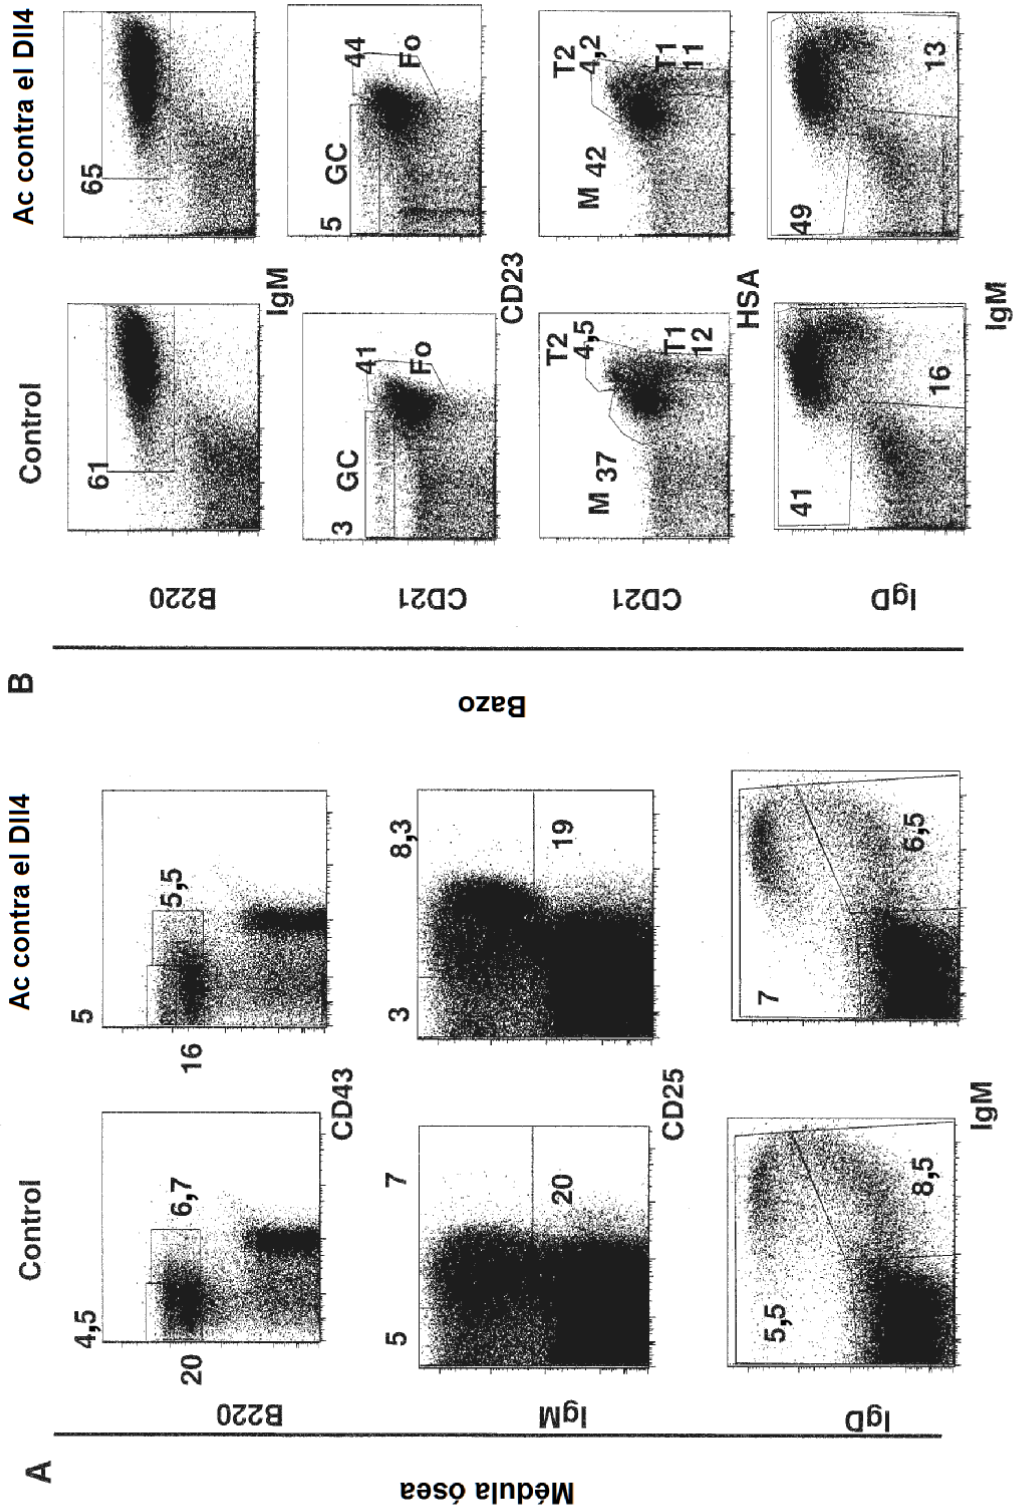 A
Médula ósea
Control
Ac contra el Dll4
B220
4,5
6,7
20
5
5,5
16
CD43
IgM
5
7
20
3
8,3
19
CD25
IgD
5,5
8,5
7
6,5
IgM
B
Bazo
Control
Ac contra el Dll4
B220
61
65
IgM
CD21
3
GC
41
Fo
5
GC
44
Fo
CD23
CD21
M 37
T2
4,5
T1
12
M 42
T2
4,2
T1
11
HSA
IgD
41
16
49
13
IgM